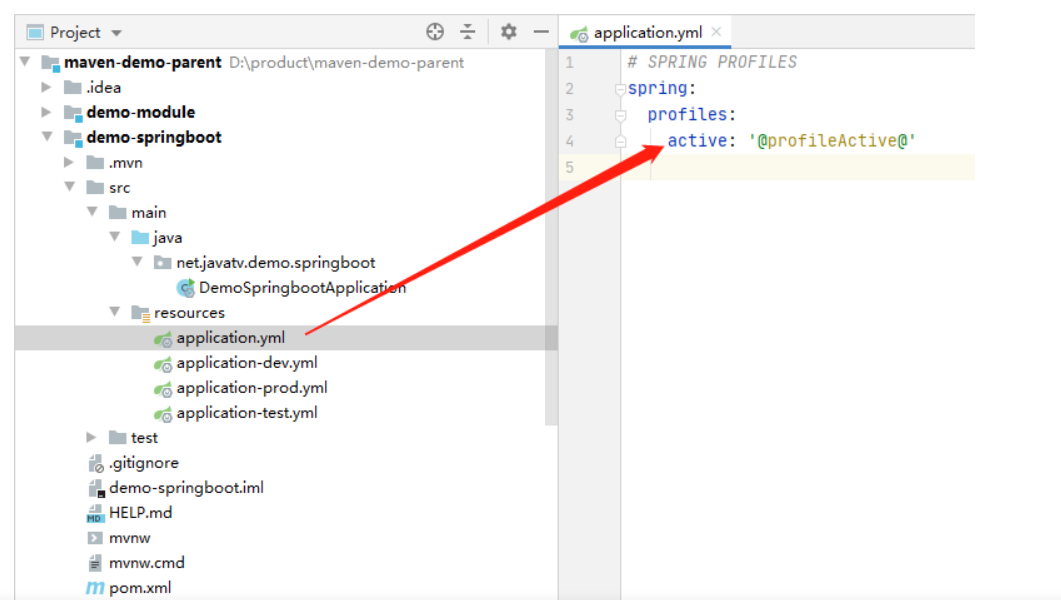 Project
maven-demo-parent D:\product\maven-demo-parent
.idea
demo-module
demo-springboot
.mvn
src
main
java
net.javatv.demo.springboot
DemoSpringbootApplication
resources
application.yml
application-dev.yml
application-prod.yml
application-test.yml
test
.gitignore
demo-springboot.iml
HELP.md
mvnw
mvnw.cmd
pom.xml
application.yml
1 # SPRING PROFILES
2 spring:
3 profiles:
4 active: '@profileActive@'
5